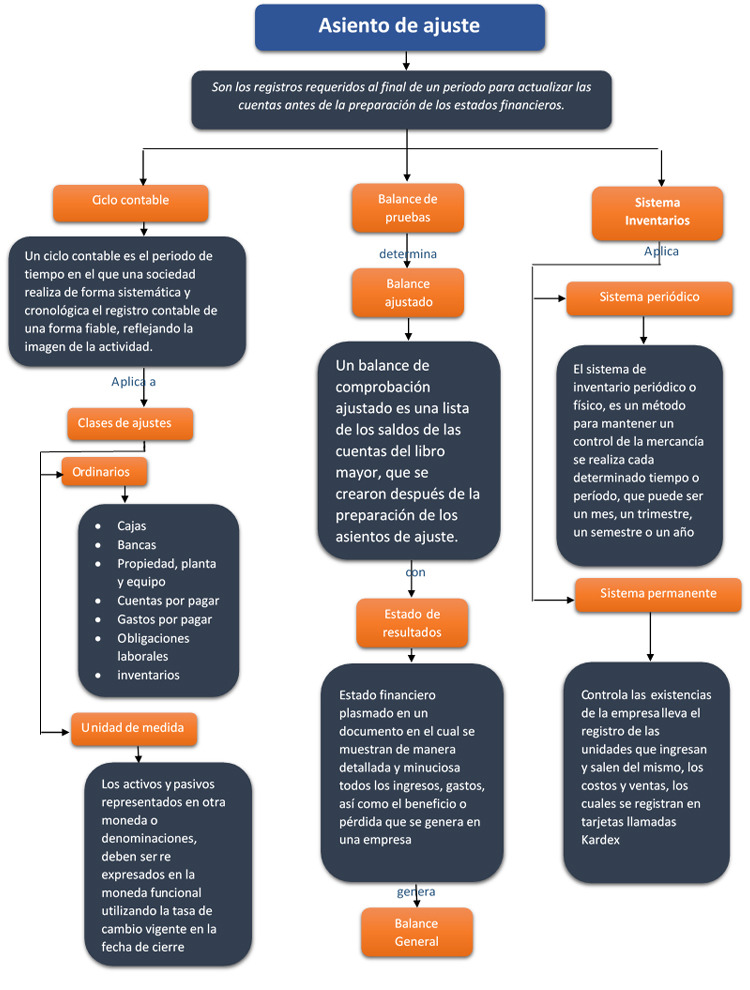 Asiento de ajuste
Son los registros requeridos al final de un periodo para actualizar las
cuentas antes de la preparación de los estados financieros.
Ciclo contable
Un ciclo contable es el periodo de
tiempo en el que una sociedad
realiza de forma sistemática y
cronológica el registro contable de
una forma fiable, reflejando la
imagen de la actividad.
Aplica a
Clases de ajustes
Ordinarios
• Cajas
• Bancas
• Propiedad, planta
y equipo
• Cuentas por pagar
• Gastos por pagar
• Obligaciones
laborales
• inventarios
Unidad de medida
Los activos y pasivos
representados en otra
moneda o
denominaciones,
deben ser re
expresados en la
moneda funcional
utilizando la tasa de
cambio vigente en la
fecha de cierre
Balance de
pruebas
determina
Balance
ajustado
Un balance de
comprobación
ajustado es una lista
de los saldos de las
cuentas del libro
mayor, que se
crearon después de la
preparación de los
asientos de ajuste.
con
Estado de
resultados
Estado financiero
plasmado en un
documento en el cual se
muestran de manera
detallada y minuciosa
todos los ingresos, gastos,
así como el beneficio o
pérdida que se genera en
una empresa
genera
Balance
General
Sistema
Inventarios
Aplica
Sistema periódico
El sistema de
inventario periódico o
físico, es un método
para mantener un
control de la mercancía
se realiza cada
determinado tiempo o
período, que puede ser
un mes, un trimestre,
un semestre o un año
Sistema permanente
Controla las existencias
de la empresa lleva el
registro de las
unidades que ingresan
y salen del mismo, los
costos y ventas, los
cuales se registran en
tarjetas llamadas
Kardex